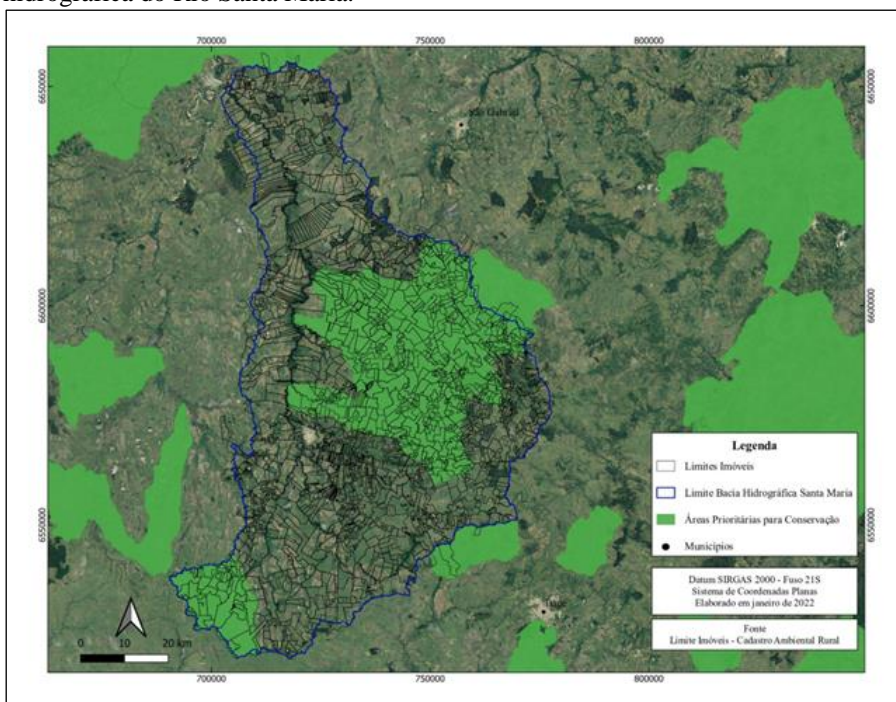 hidrográfica do Rio Santa Maria.
700000
750000
800000
6650000
6650000
São Gabriel
6600000
6600000
6550000
6550000
Legenda
Limites Imóveis
Limite Bacia Hidrográfica Santa Maria
Áreas Prioritárias para Conservação
Municípios
Datum SIRGAS 2000 - Fuso 21S
Sistema de Coordenadas Planas
Elaborado em janeiro de 2022
Fonte
Limite Imóveis - Cadastro Ambiental Rural
0 10 20 km
700000
750000
800000